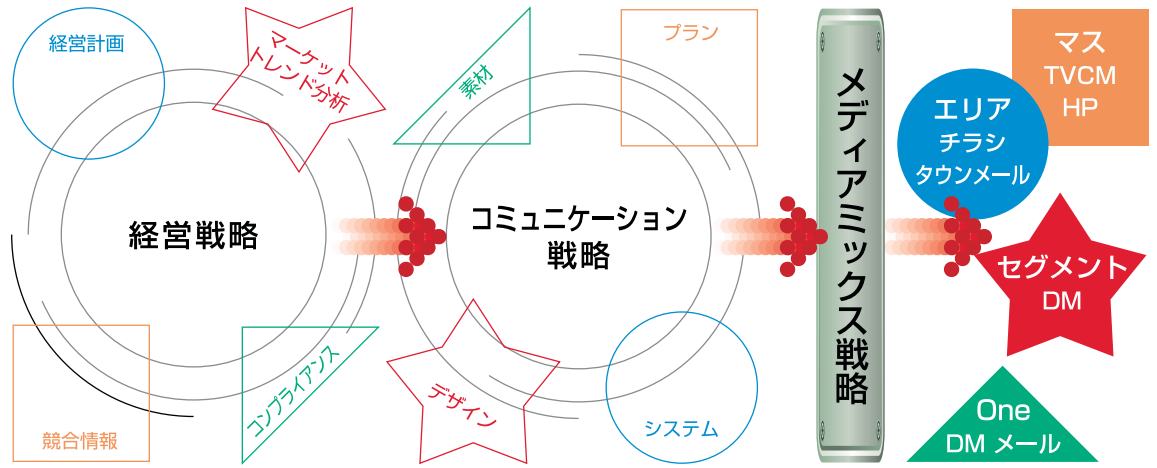 経営計画
マーケット
トレンド分析
経営戦略
競合情報
コンプライアンス
素材
プラン
コミュニケーション
戦略
デザイン
システム
メディアミックス戦略
マス
TVCM
HP
エリア
チラシ
タウンメール
セグメント
DM
One
DM メール